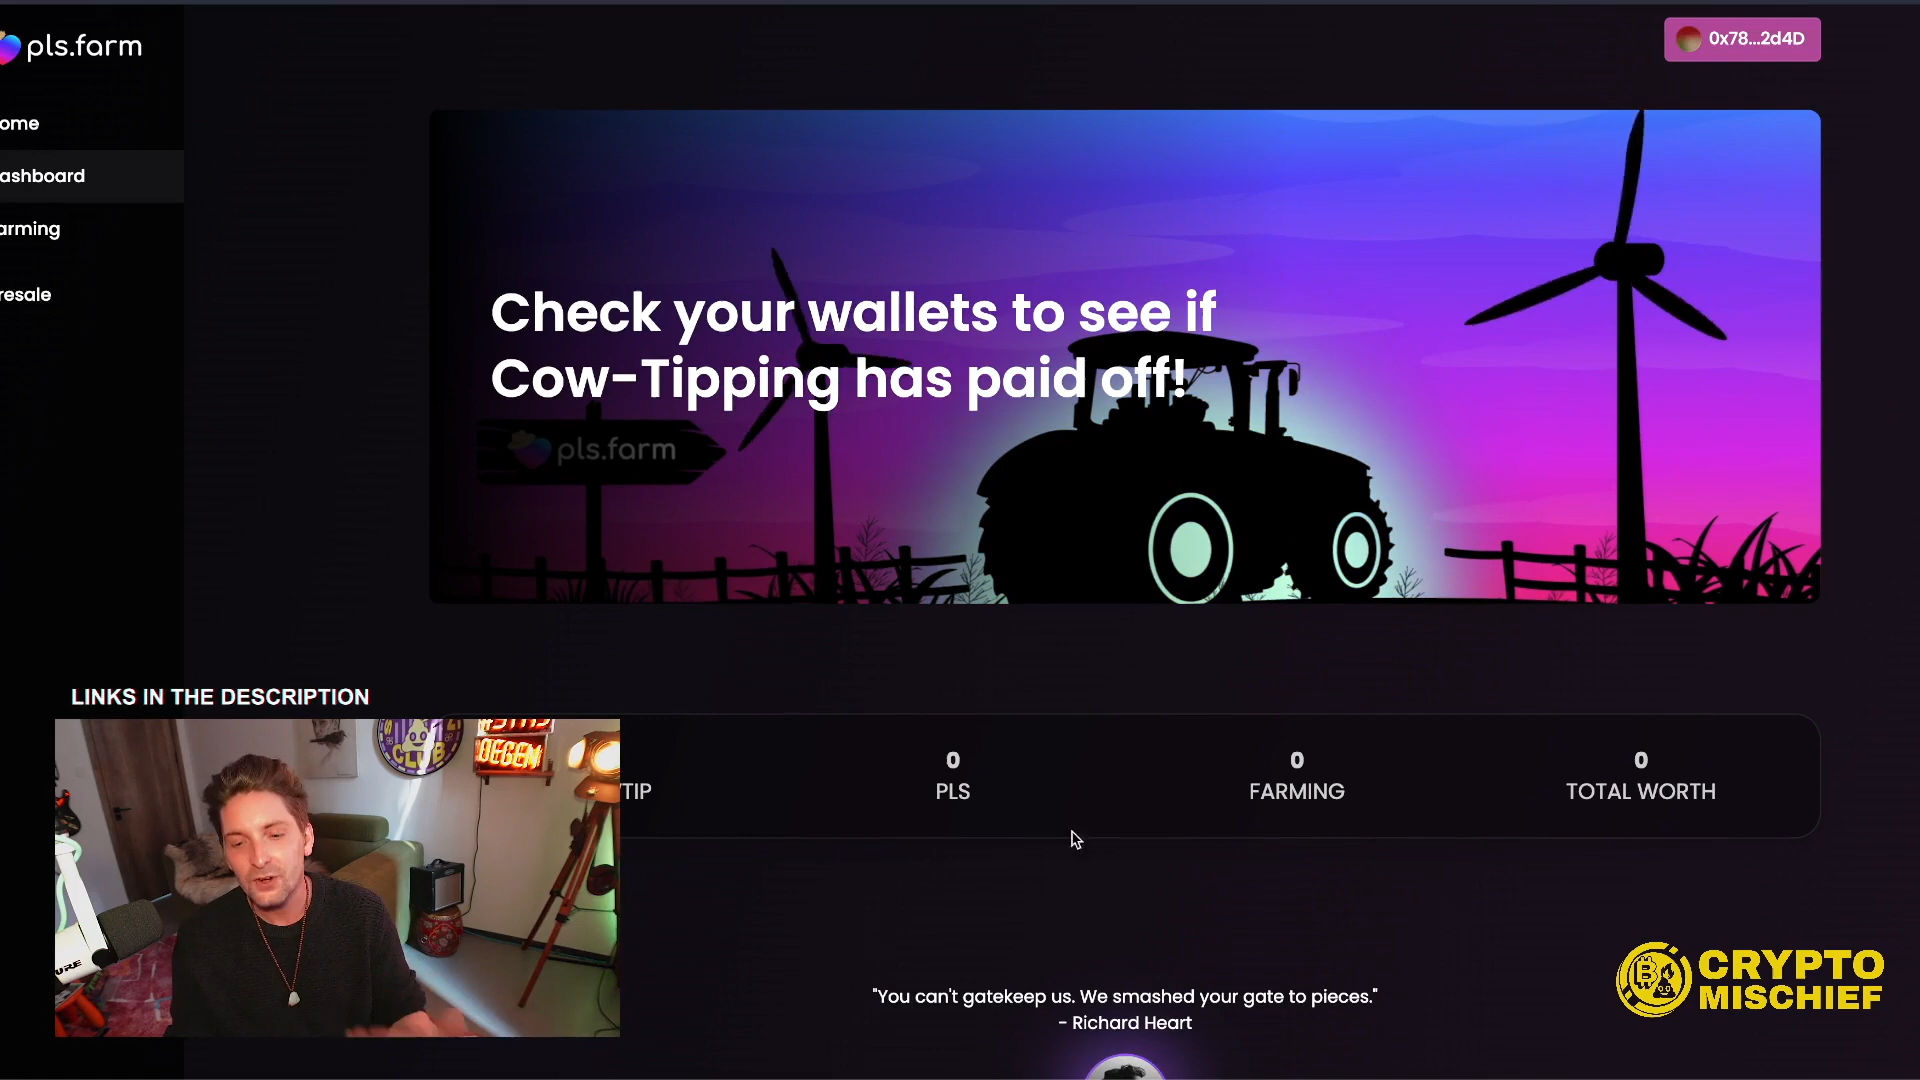 pls.farm
0x78...2d4D
ome
ashboard
arming
resale
Check your wallets to see if
Cow-Tipping has paid off!
pls.farm
LINKS IN THE DESCRIPTION
CLUB
DEGEN
URE
TIP
0
PLS
0
FARMING
0
TOTAL WORTH
"You can't gatekeep us. We smashed your gate to pieces."
- Richard Heart
CRYPTO
MISCHIEF